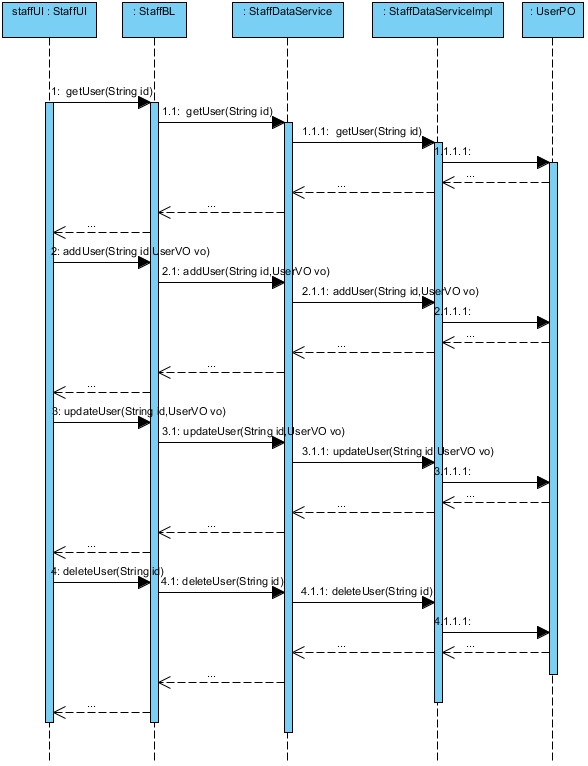 staffUI : StaffUI
: StaffBL
: StaffDataService
: StaffDataServiceImpl
: UserPO
1: getUser(String id)
1.1: getUser(String id)
1.1.1: getUser(String id)
1.1.1.1:
...
...
...
...
2: addUser(String id,UserVO vo)
2.1: addUser(String id,UserVO vo)
2.1.1: addUser(String id,UserVO vo)
2.1.1.1:
...
...
...
...
3: updateUser(String id,UserVO vo)
3.1: updateUser(String id,UserVO vo)
3.1.1: updateUser(String id,UserVO vo)
3.1.1.1:
...
...
...
...
4: deleteUser(String id)
4.1: deleteUser(String id)
4.1.1: deleteUser(String id)
4.1.1.1:
...
...
...
...